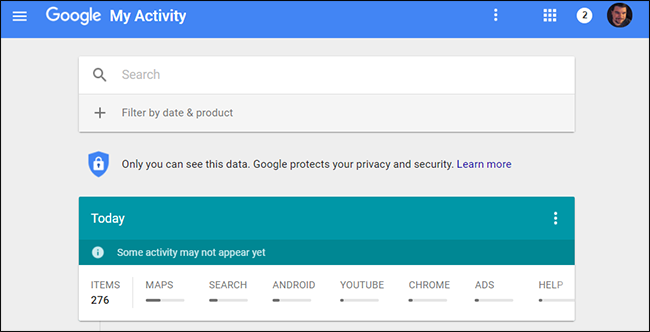 Google My Activity 2
Search
Filter by date & product
Only you can see this data. Google protects your privacy and security. Learn more
Today
Some activity may not appear yet
ITEMS MAPS SEARCH ANDROID YOUTUBE CHROME ADS HELP
276